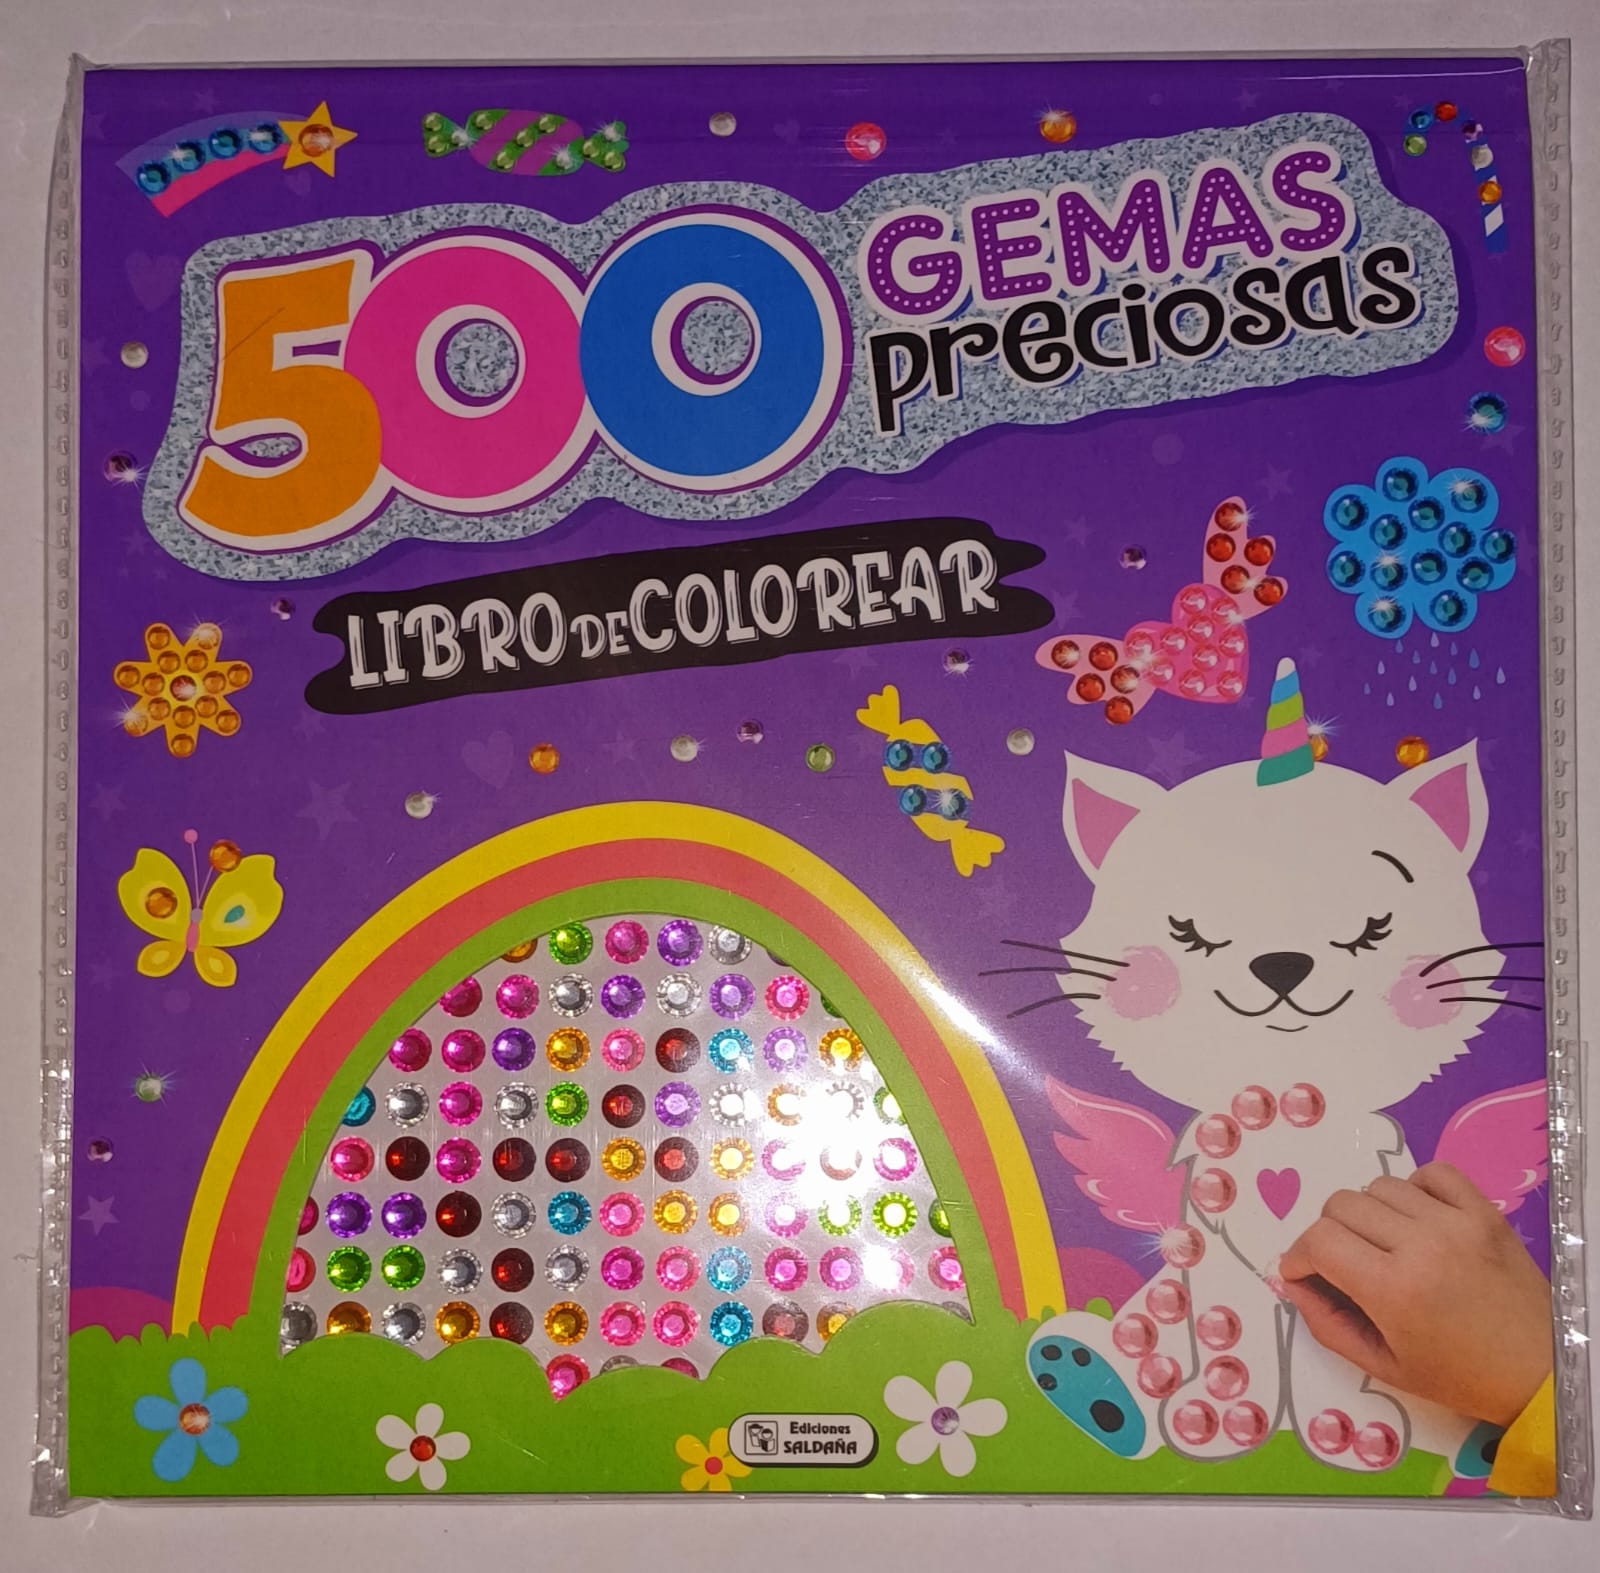 500 GEMAS
preciosas
LIBRO DE COLOREAR
Ediciones
SALDAÑA